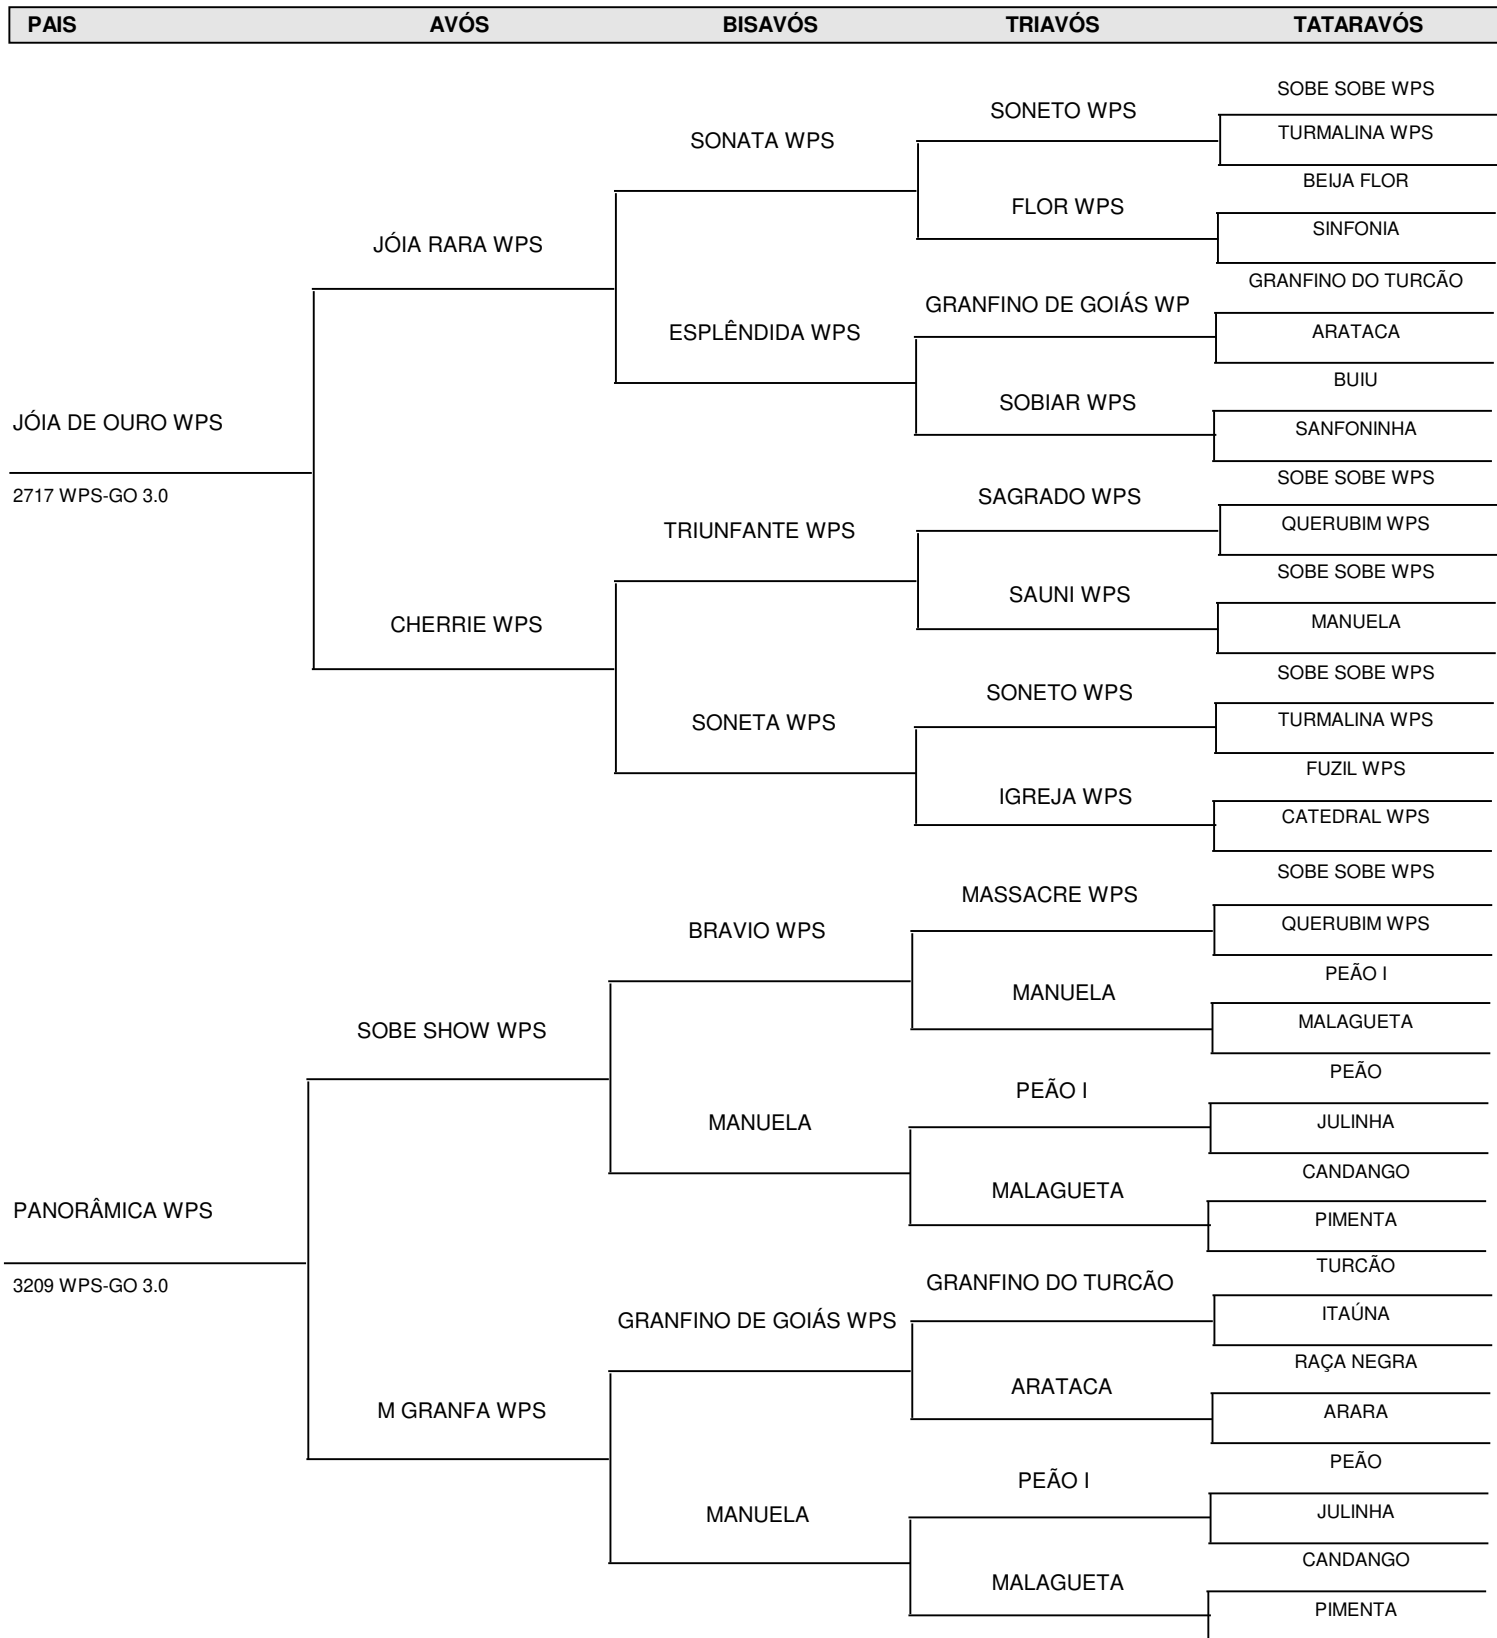 PAIS AVÓS BISAVÓS TRIAVÓS TATARAVÓS
SOBE SOBE WPS
SONETO WPS
TURMALINA WPS
SONATA WPS
BEIJA FLOR
FLOR WPS
SINFONIA
JÓIA RARA WPS
GRANFINO DO TURCÃO
GRANFINO DE GOIÁS WP
ARATACA
ESPLÊNDIDA WPS
BUIU
SOBIAR WPS
SANFONINHA
JÓIA DE OURO WPS
2717 WPS-GO 3.0
SOBE SOBE WPS
SAGRADO WPS
QUERUBIM WPS
TRIUNFANTE WPS
SOBE SOBE WPS
SAUNI WPS
MANUELA
CHERRIE WPS
SOBE SOBE WPS
SONETO WPS
TURMALINA WPS
SONETA WPS
FUZIL WPS
IGREJA WPS
CATEDRAL WPS
SOBE SOBE WPS
MASSACRE WPS
QUERUBIM WPS
BRAVIO WPS
PEÃO I
MANUELA
MALAGUETA
SOBE SHOW WPS
PEÃO
PEÃO I
JULINHA
MANUELA
CANDANGO
MALAGUETA
PIMENTA
PANORÂMICA WPS
3209 WPS-GO 3.0
TURCÃO
GRANFINO DO TURCÃO
ITAÚNA
GRANFINO DE GOIÁS WPS
RAÇA NEGRA
ARATACA
ARARA
M GRANFA WPS
PEÃO
PEÃO I
JULINHA
MANUELA
CANDANGO
MALAGUETA
PIMENTA